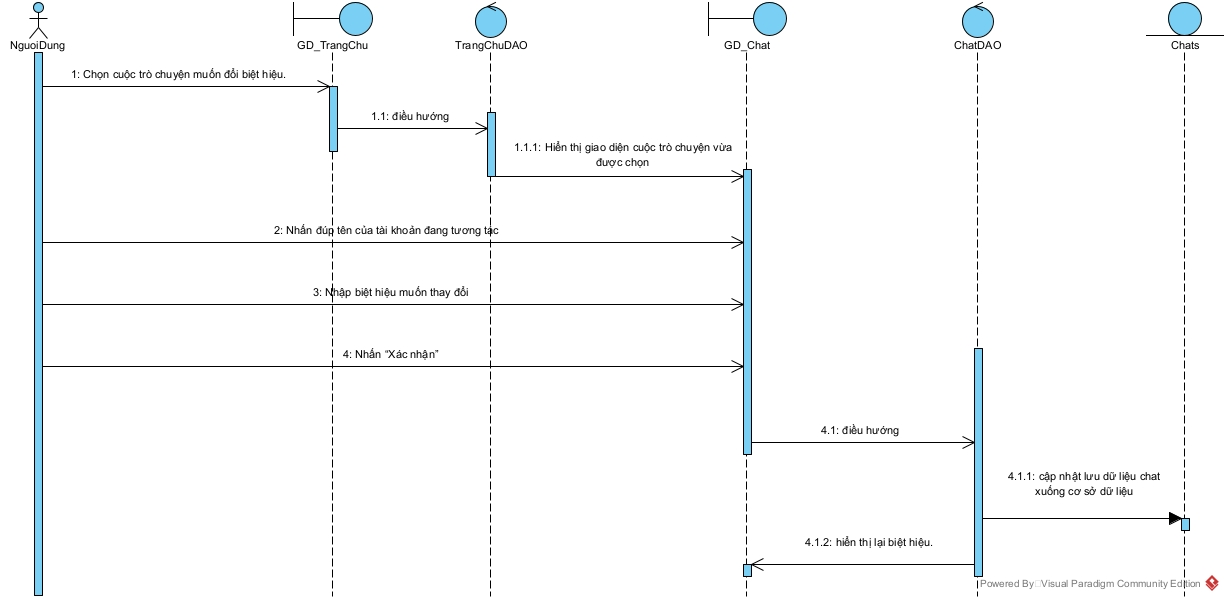 NguoiDung
GD_TrangChu
TrangChuDAO
GD_Chat
ChatDAO
Chats
1: Chọn cuộc trò chuyện muốn đổi biệt hiệu.
1.1: điều hướng
1.1.1: Hiển thị giao diện cuộc trò chuyện vừa
được chọn
2: Nhấn đúp tên của tài khoản đang tương tác
3: Nhập biệt hiệu muốn thay đổi
4: Nhấn “Xác nhận”
4.1: điều hướng
4.1.1: cập nhật lưu dữ liệu chat
xuống cơ sở dữ liệu
4.1.2: hiển thị lại biệt hiệu.
Powered By Visual Paradigm Community Edition